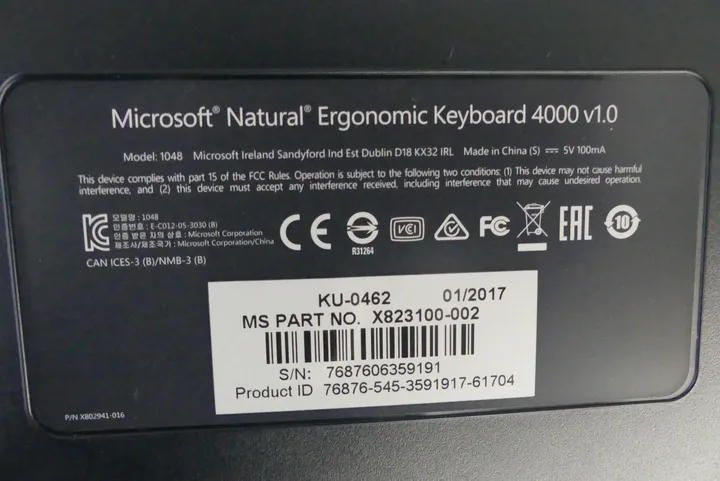 Microsoft® Natural® Ergonomic Keyboard 4000 v1.0
Model: 1048 Microsoft Ireland Sandyford Ind Est Dublin D18 KX32 IRL Made in China (S) ⎓ 5V 100mA
This device complies with part 15 of the FCC Rules. Operation is subject to the following two conditions: (1) This device may not cause harmful
interference, and (2) this device must accept any interference received, including interference that may cause undesired operation.
모델명 : 1048
인증번호 : E-C012-05-3030 (B)
인증 받은 자의 상호 : Microsoft Corporation
제조사/제조국가 : Microsoft Corporation/China
CE
R31264
VCI
FC
EAC
10
CAN ICES-3 (B)/NMB-3 (B)
KU-0462 01/2017
MS PART NO. X823100-002
S/N: 7687606359191
Product ID 76876-545-3591917-61704
P/N X802941-016